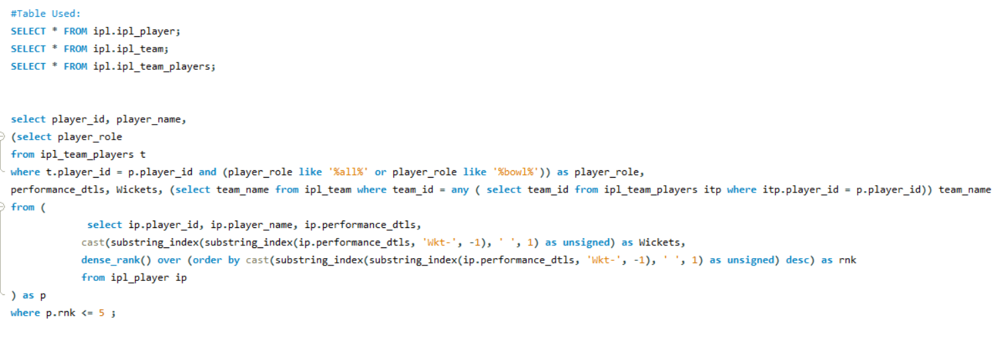 #Table Used:
SELECT * FROM ipl.ipl_player;
SELECT * FROM ipl.ipl_team;
SELECT * FROM ipl.ipl_team_players;
select player_id, player_name,
(select player_role
from ipl_team_players t
where t.player_id = p.player_id and (player_role like '%all%' or player_role like '%bowl%')) as player_role,
performance_dtls, Wickets, (select team_name from ipl_team where team_id = any ( select team_id from ipl_team_players itp where itp.player_id = p.player_id)) team_name
from (
select ip.player_id, ip.player_name, ip.performance_dtls,
cast(substring_index(substring_index(ip.performance_dtls, 'Wkt-', -1), ' ', 1) as unsigned) as Wickets,
dense_rank() over (order by cast(substring_index(substring_index(ip.performance_dtls, 'Wkt-', -1), ' ', 1) as unsigned) desc) as rnk
from ipl_player ip
) as p
where p.rnk <= 5 ;